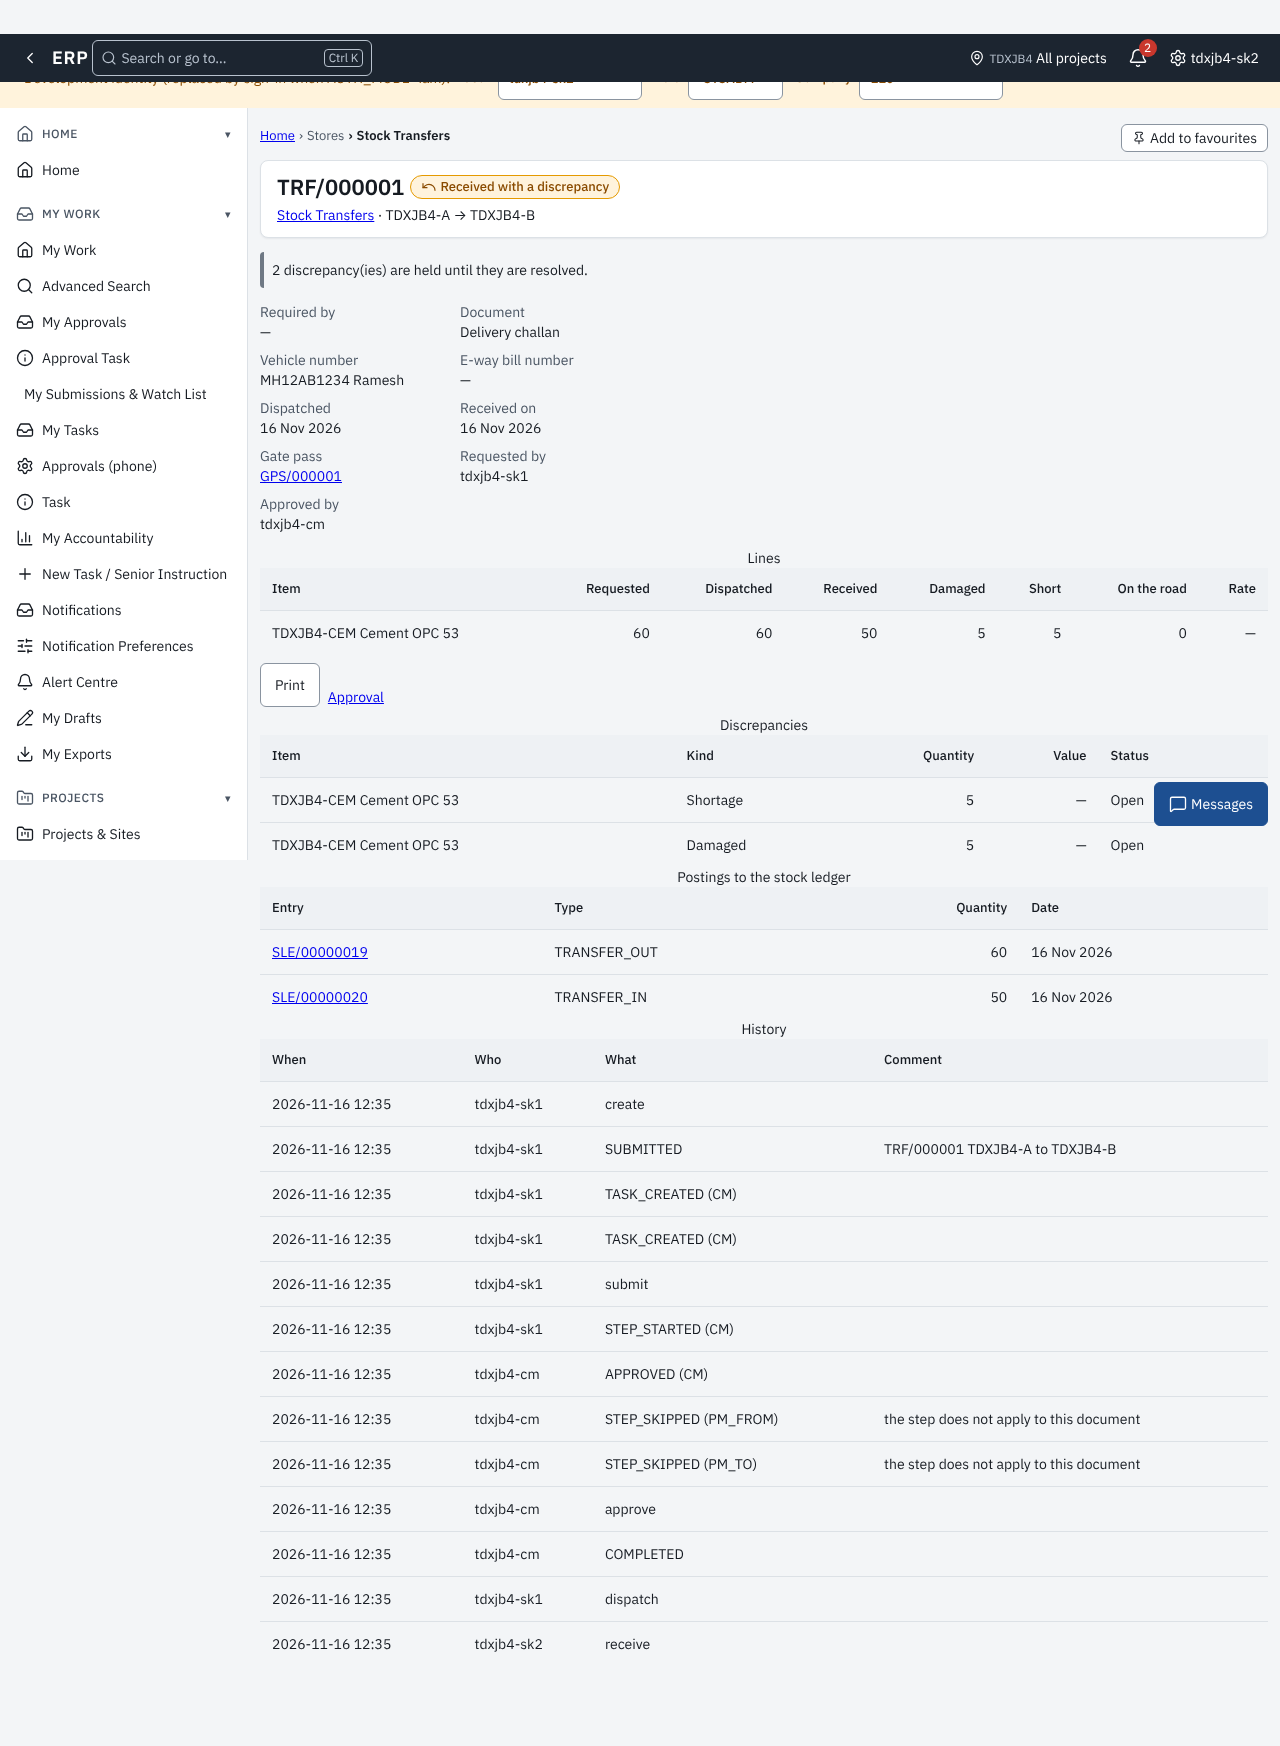 ERP
Search or go to...
Ctrl K
TDXJB4 All projects
2
tdxjb4-sk2
HOME
Home
MY WORK
My Work
Advanced Search
My Approvals
Approval Task
My Submissions & Watch List
My Tasks
Approvals (phone)
Task
My Accountability
New Task / Senior Instruction
Notifications
Notification Preferences
Alert Centre
My Drafts
My Exports
PROJECTS
Projects & Sites
Home › Stores › Stock Transfers
Add to favourites
TRF/000001 Received with a discrepancy
Stock Transfers · TDXJB4-A → TDXJB4-B
2 discrepancy(ies) are held until they are resolved.
Required by Document
— Delivery challan
Vehicle number E-way bill number
MH12AB1234 Ramesh —
Dispatched Received on
16 Nov 2026 16 Nov 2026
Gate pass Requested by
GPS/000001 tdxjb4-sk1
Approved by
tdxjb4-cm
Lines
Item Requested Dispatched Received Damaged Short On the road Rate
TDXJB4-CEM Cement OPC 53 60 60 50 5 5 0 —
Print Approval
Discrepancies
Item Kind Quantity Value Status
TDXJB4-CEM Cement OPC 53 Shortage 5 — Open
Messages
TDXJB4-CEM Cement OPC 53 Damaged 5 — Open
Postings to the stock ledger
Entry Type Quantity Date
SLE/00000019 TRANSFER_OUT 60 16 Nov 2026
SLE/00000020 TRANSFER_IN 50 16 Nov 2026
History
When Who What Comment
2026-11-16 12:35 tdxjb4-sk1 create
2026-11-16 12:35 tdxjb4-sk1 SUBMITTED TRF/000001 TDXJB4-A to TDXJB4-B
2026-11-16 12:35 tdxjb4-sk1 TASK_CREATED (CM)
2026-11-16 12:35 tdxjb4-sk1 TASK_CREATED (CM)
2026-11-16 12:35 tdxjb4-sk1 submit
2026-11-16 12:35 tdxjb4-sk1 STEP_STARTED (CM)
2026-11-16 12:35 tdxjb4-cm APPROVED (CM)
2026-11-16 12:35 tdxjb4-cm STEP_SKIPPED (PM_FROM) the step does not apply to this document
2026-11-16 12:35 tdxjb4-cm STEP_SKIPPED (PM_TO) the step does not apply to this document
2026-11-16 12:35 tdxjb4-cm approve
2026-11-16 12:35 tdxjb4-cm COMPLETED
2026-11-16 12:35 tdxjb4-sk1 dispatch
2026-11-16 12:35 tdxjb4-sk2 receive